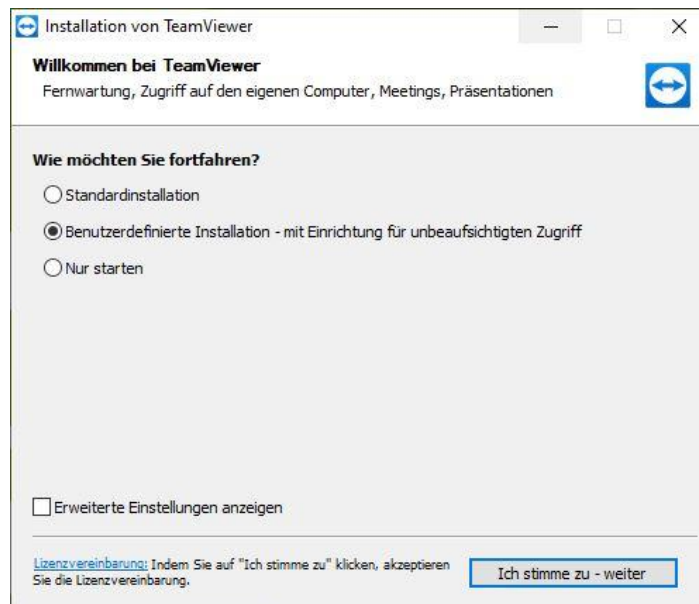 Installation von TeamViewer
Willkommen bei TeamViewer
Fernwartung, Zugriff auf den eigenen Computer, Meetings, Präsentationen
Wie möchten Sie fortfahren?
Standardinstallation
Benutzerdefinierte Installation - mit Einrichtung für unbeaufsichtigten Zugriff
Nur starten
Erweiterte Einstellungen anzeigen
Lizenzvereinbarung: Indem Sie auf "Ich stimme zu" klicken, akzeptieren
Sie die Lizenzvereinbarung.
Ich stimme zu - weiter